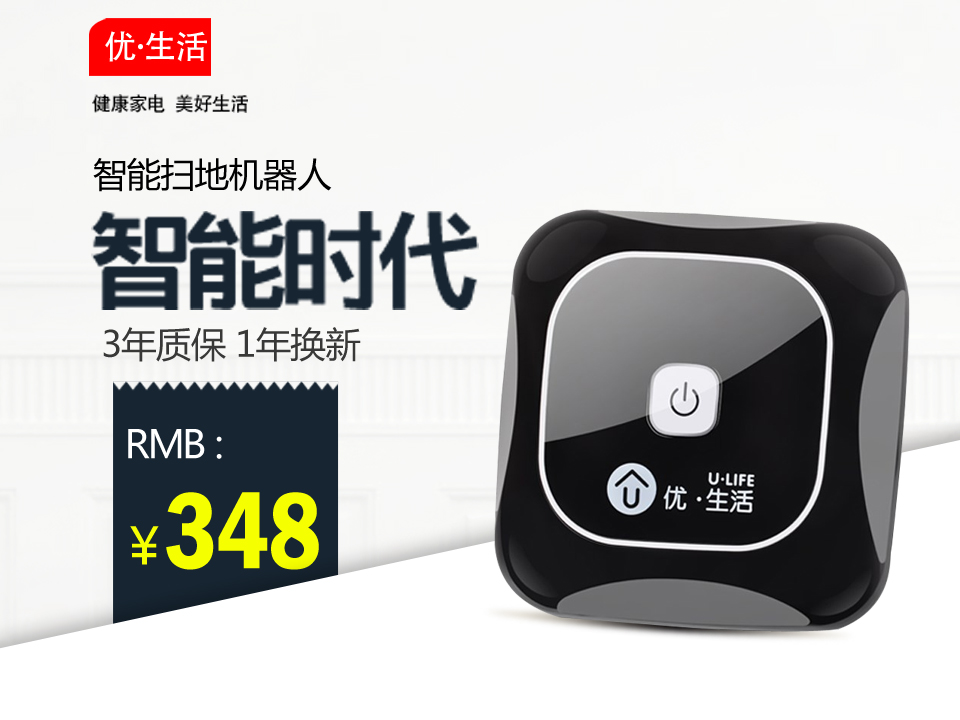 优·生活
健康家电 美好生活
智能扫地机器人
智能时代
3年质保 1年换新
RMB :
¥348
U·LIFE
优·生活